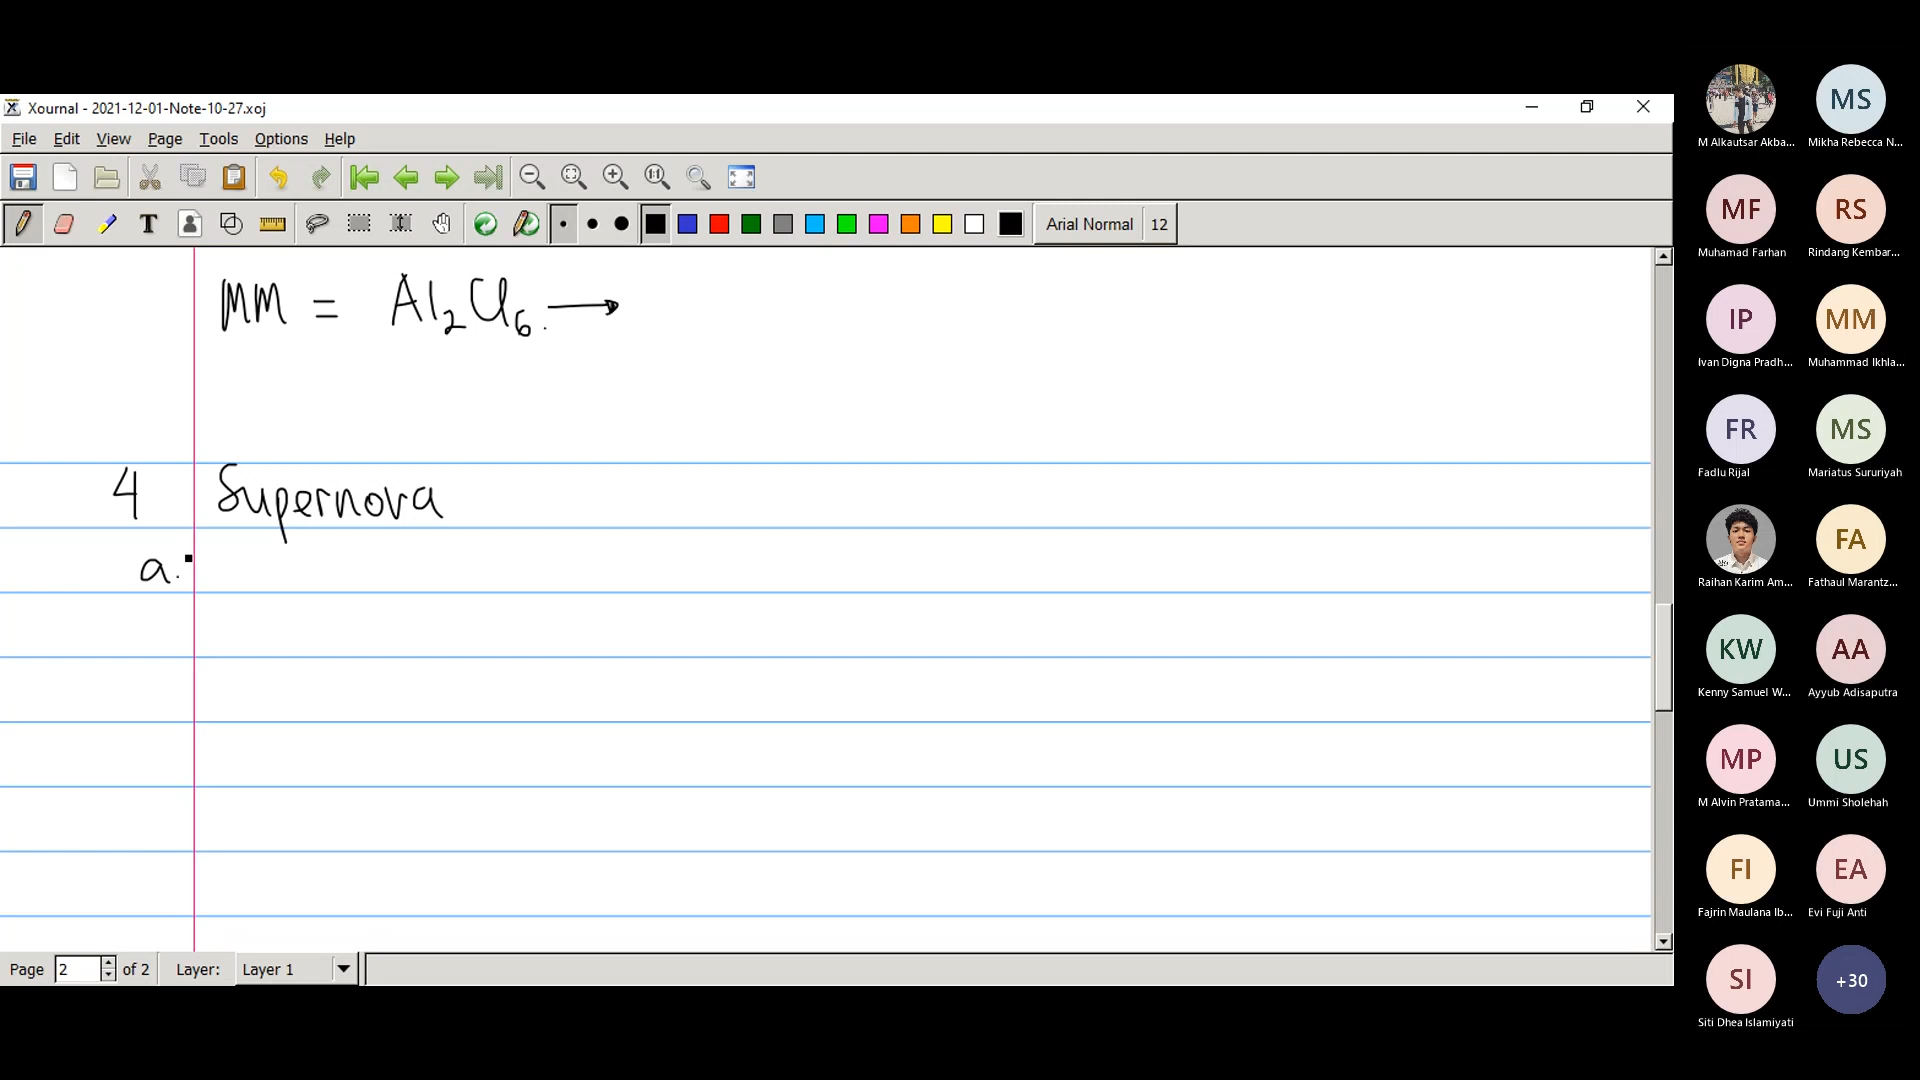 Xournal - 2021-12-01-Note-10-27.xoj
File Edit View Page Tools Options Help
Arial Normal 12
MM = Al₂Cl₆. →
4 Supernova
a.
Page 2 of 2 Layer: Layer 1
M Alkautsar Akba...
MS
Mikha Rebecca N...
MF
Muhamad Farhan
RS
Rindang Kembar...
IP
Ivan Digna Pradh...
MM
Muhammad Ikhla...
FR
Fadlu Rijal
MS
Mariatus Sururiyah
Raihan Karim Am...
FA
Fathaul Marantz...
KW
Kenny Samuel W...
AA
Ayyub Adisaputra
MP
M Alvin Pratama...
US
Ummi Sholehah
FI
Fajrin Maulana Ib...
EA
Evi Fuji Anti
SI
Siti Dhea Islamiyati
+30